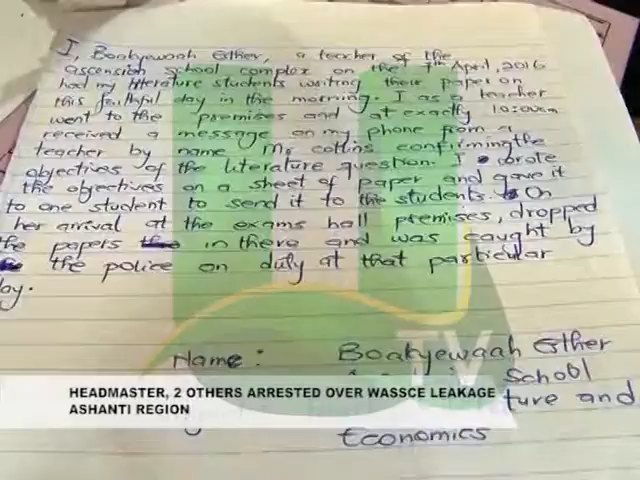 I, Boakyewaah Esther, a teacher of the
ascension school complex on the 7th April, 2016
had my literature students writing their paper on
this faithful day in the morning. I as a teacher
went to the premises and at exactly 10:00am
received a message on my phone from a
teacher by name Mr collins confirming the
objectives of the literature question. I wrote
the objectives on a sheet of paper and gave it
to one student to send it to the students. On
her arrival at the exams hall premises, dropped
the papers in there and was caught by
the police on duty at that particular
day.
Name: Boakyewaah Esther
School
ture and
Economics
TV
HEADMASTER, 2 OTHERS ARRESTED OVER WASSCE LEAKAGE
ASHANTI REGION